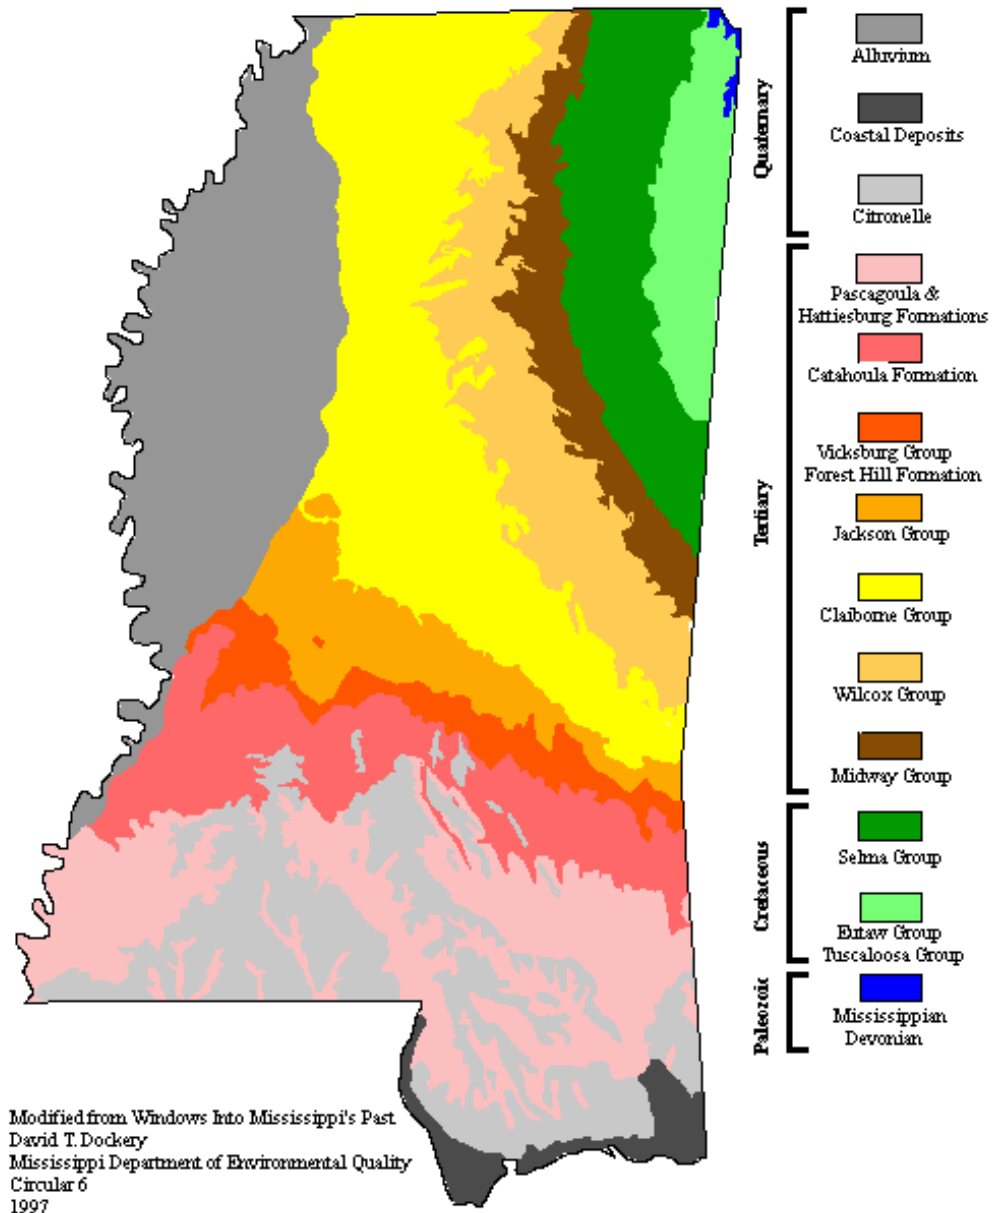 Quaternary
Alluvium
Coastal Deposits
Citronelle
Tertiary
Pascagoula &
Hattiesburg Formations
Catahoula Formation
Vicksburg Group
Forest Hill Formation
Jackson Group
Claiborne Group
Wilcox Group
Midway Group
Cretaceous
Selma Group
Eutaw Group
Tuscaloosa Group
Paleozoic
Mississippian
Devonian
Modified from Windows Into Mississippi's Past
David T. Dockery
Mississippi Department of Environmental Quality
Circular 6
1997